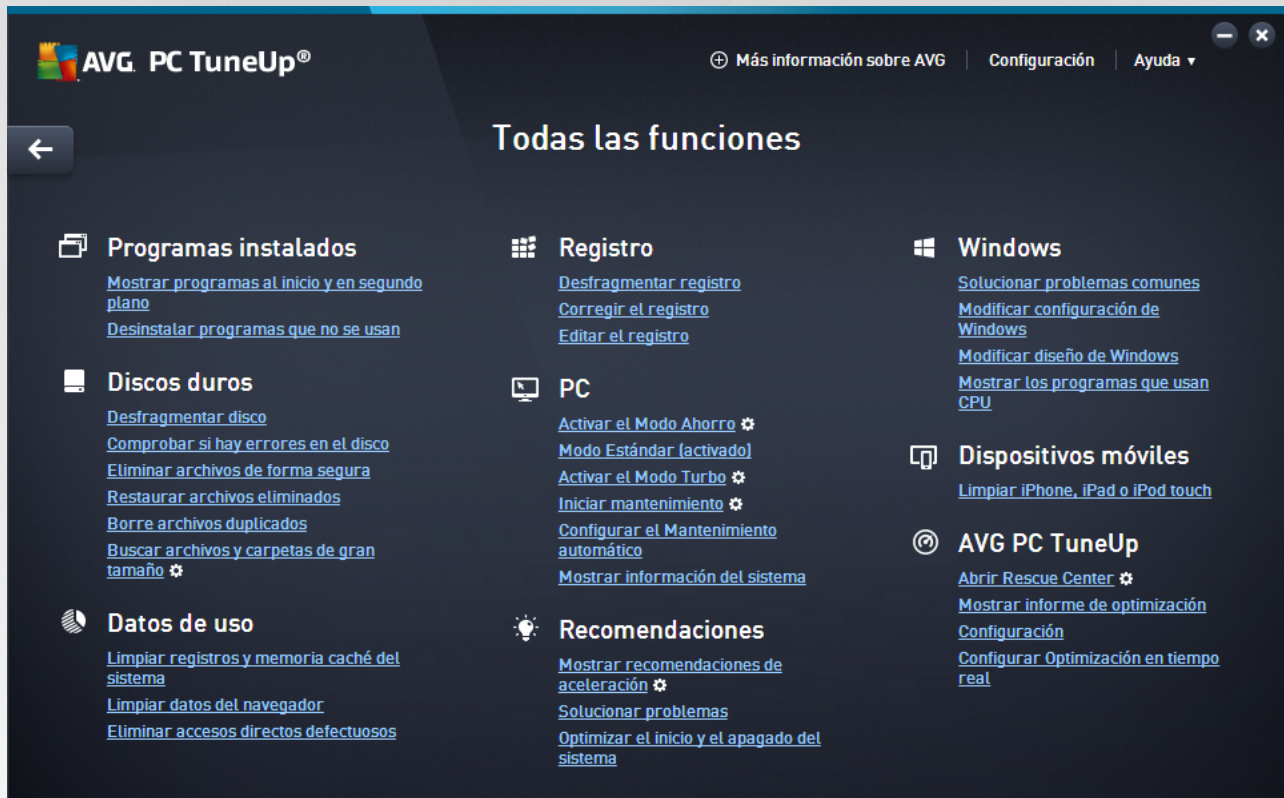 AVG PC TuneUp®
Más información sobre AVG
Configuración
Ayuda
Todas las funciones
Programas instalados
Mostrar programas al inicio y en segundo
plano
Desinstalar programas que no se usan
Discos duros
Desfragmentar disco
Comprobar si hay errores en el disco
Eliminar archivos de forma segura
Restaurar archivos eliminados
Borre archivos duplicados
Buscar archivos y carpetas de gran
tamaño
Datos de uso
Limpiar registros y memoria caché del
sistema
Limpiar datos del navegador
Eliminar accesos directos defectuosos
Registro
Desfragmentar registro
Corregir el registro
Editar el registro
PC
Activar el Modo Ahorro
Modo Estándar (activado)
Activar el Modo Turbo
Iniciar mantenimiento
Configurar el Mantenimiento
automático
Mostrar información del sistema
Recomendaciones
Mostrar recomendaciones de
aceleración
Solucionar problemas
Optimizar el inicio y el apagado del
sistema
Windows
Solucionar problemas comunes
Modificar configuración de
Windows
Modificar diseño de Windows
Mostrar los programas que usan
CPU
Dispositivos móviles
Limpiar iPhone, iPad o iPod touch
AVG PC TuneUp
Abrir Rescue Center
Mostrar informe de optimización
Configuración
Configurar Optimización en tiempo
real